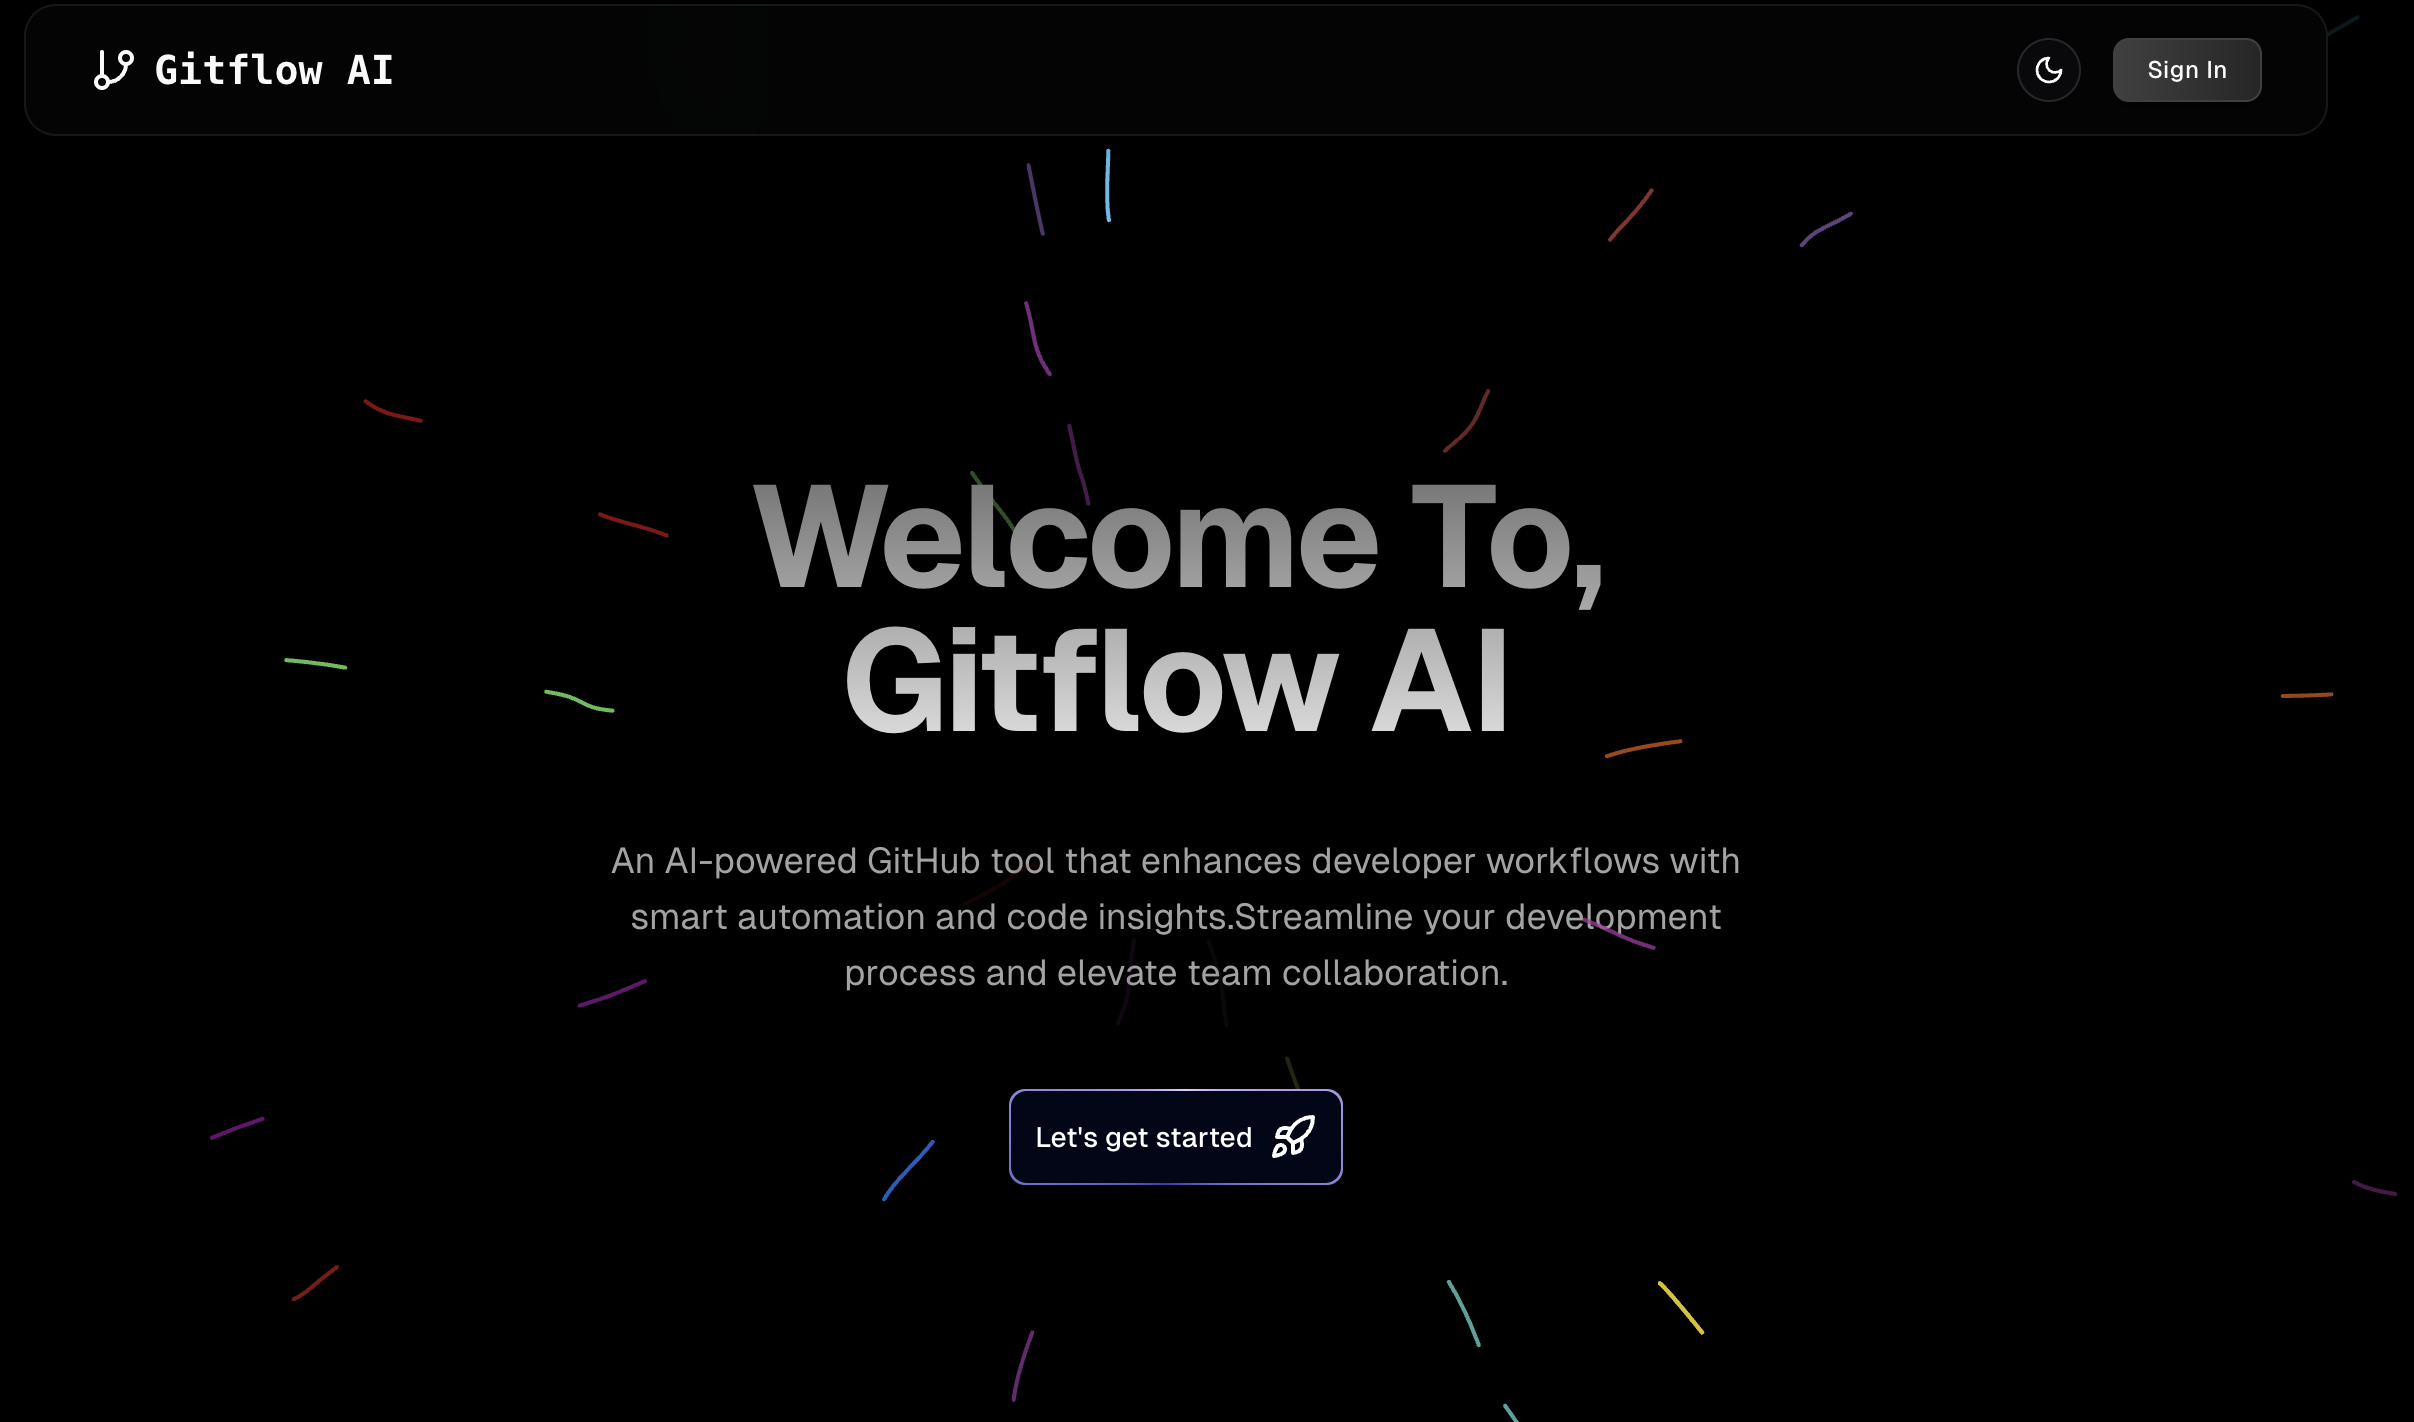 Gitflow AI
Sign In
Welcome To,
Gitflow AI
An AI-powered GitHub tool that enhances developer workflows with
smart automation and code insights.Streamline your development
process and elevate team collaboration.
Let's get started